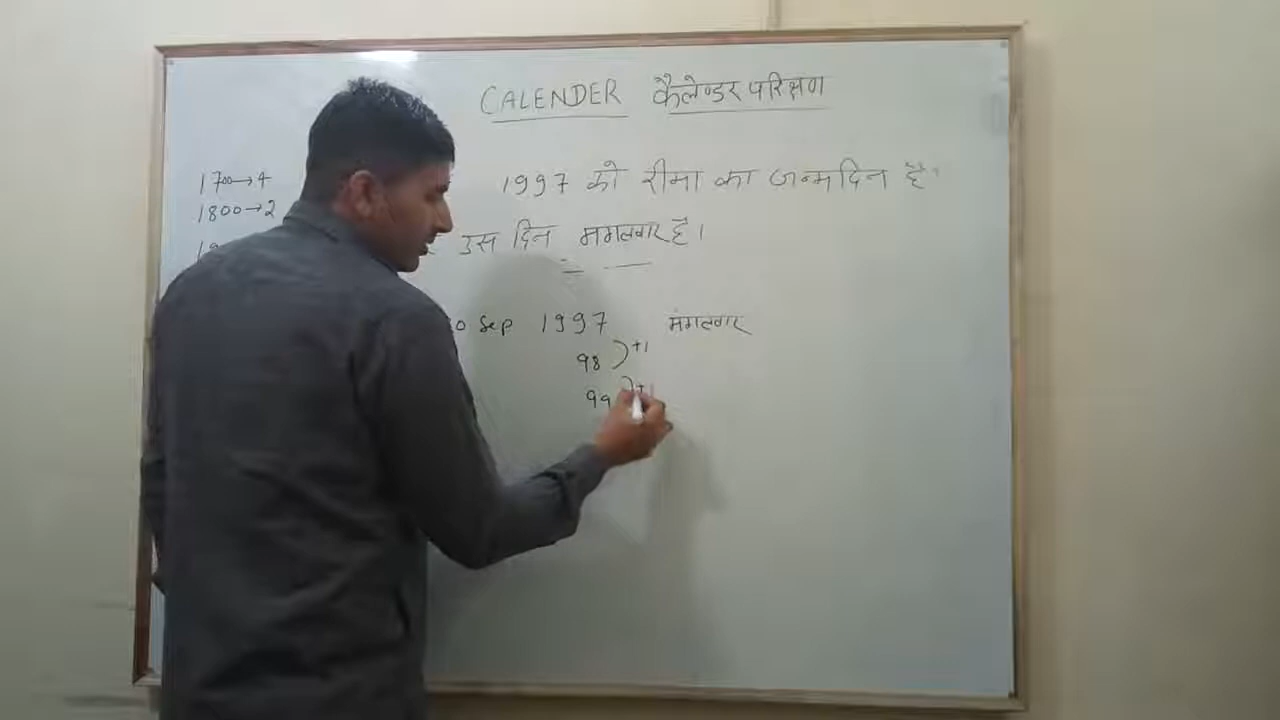 CALENDER कैलेण्डर परिक्षण
1700→4
1800→2
1997 को रीमा का जन्मदिन है।
उस दिन मंगलवार है।
0 Sep 1997 मंगलवार
98 +1
99 +